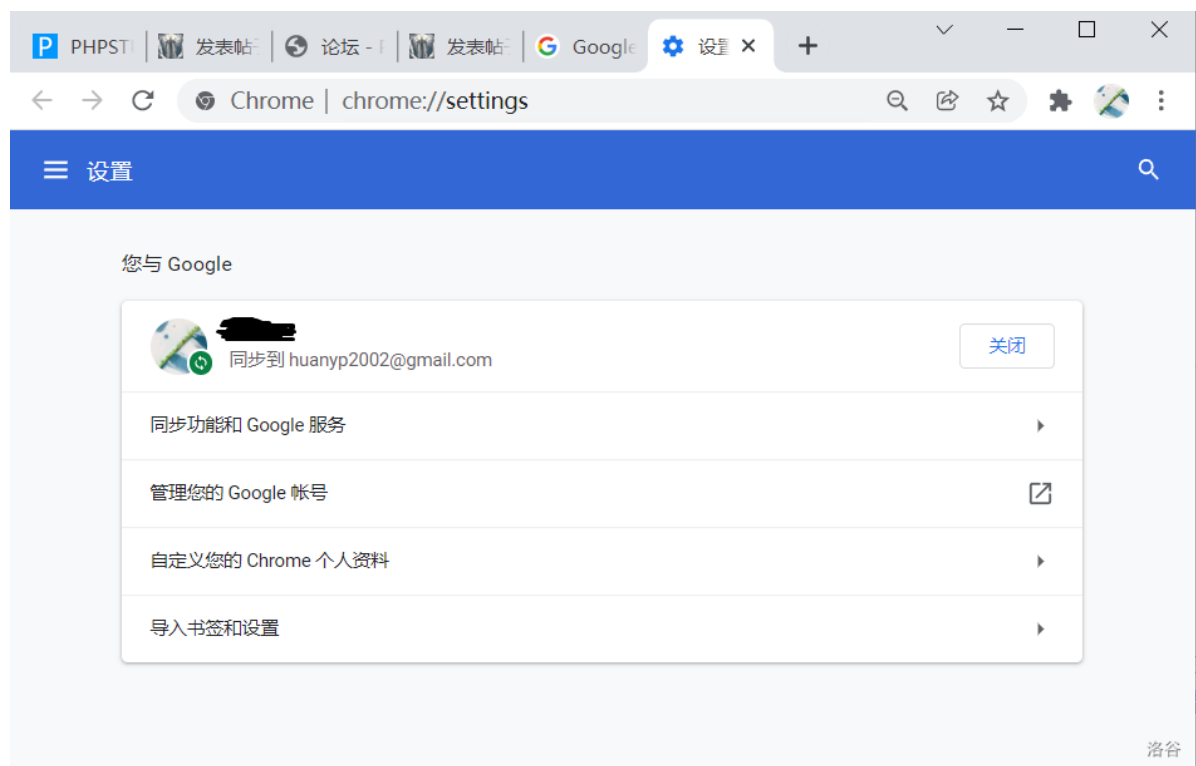 PHPST
发表帖
论坛 - F
发表帖
Google
设置
Chrome | chrome://settings
设置
您与 Google
同步到 huanyp2002@gmail.com
关闭
同步功能和 Google 服务
管理您的 Google 帐号
自定义您的 Chrome 个人资料
导入书签和设置
洛谷